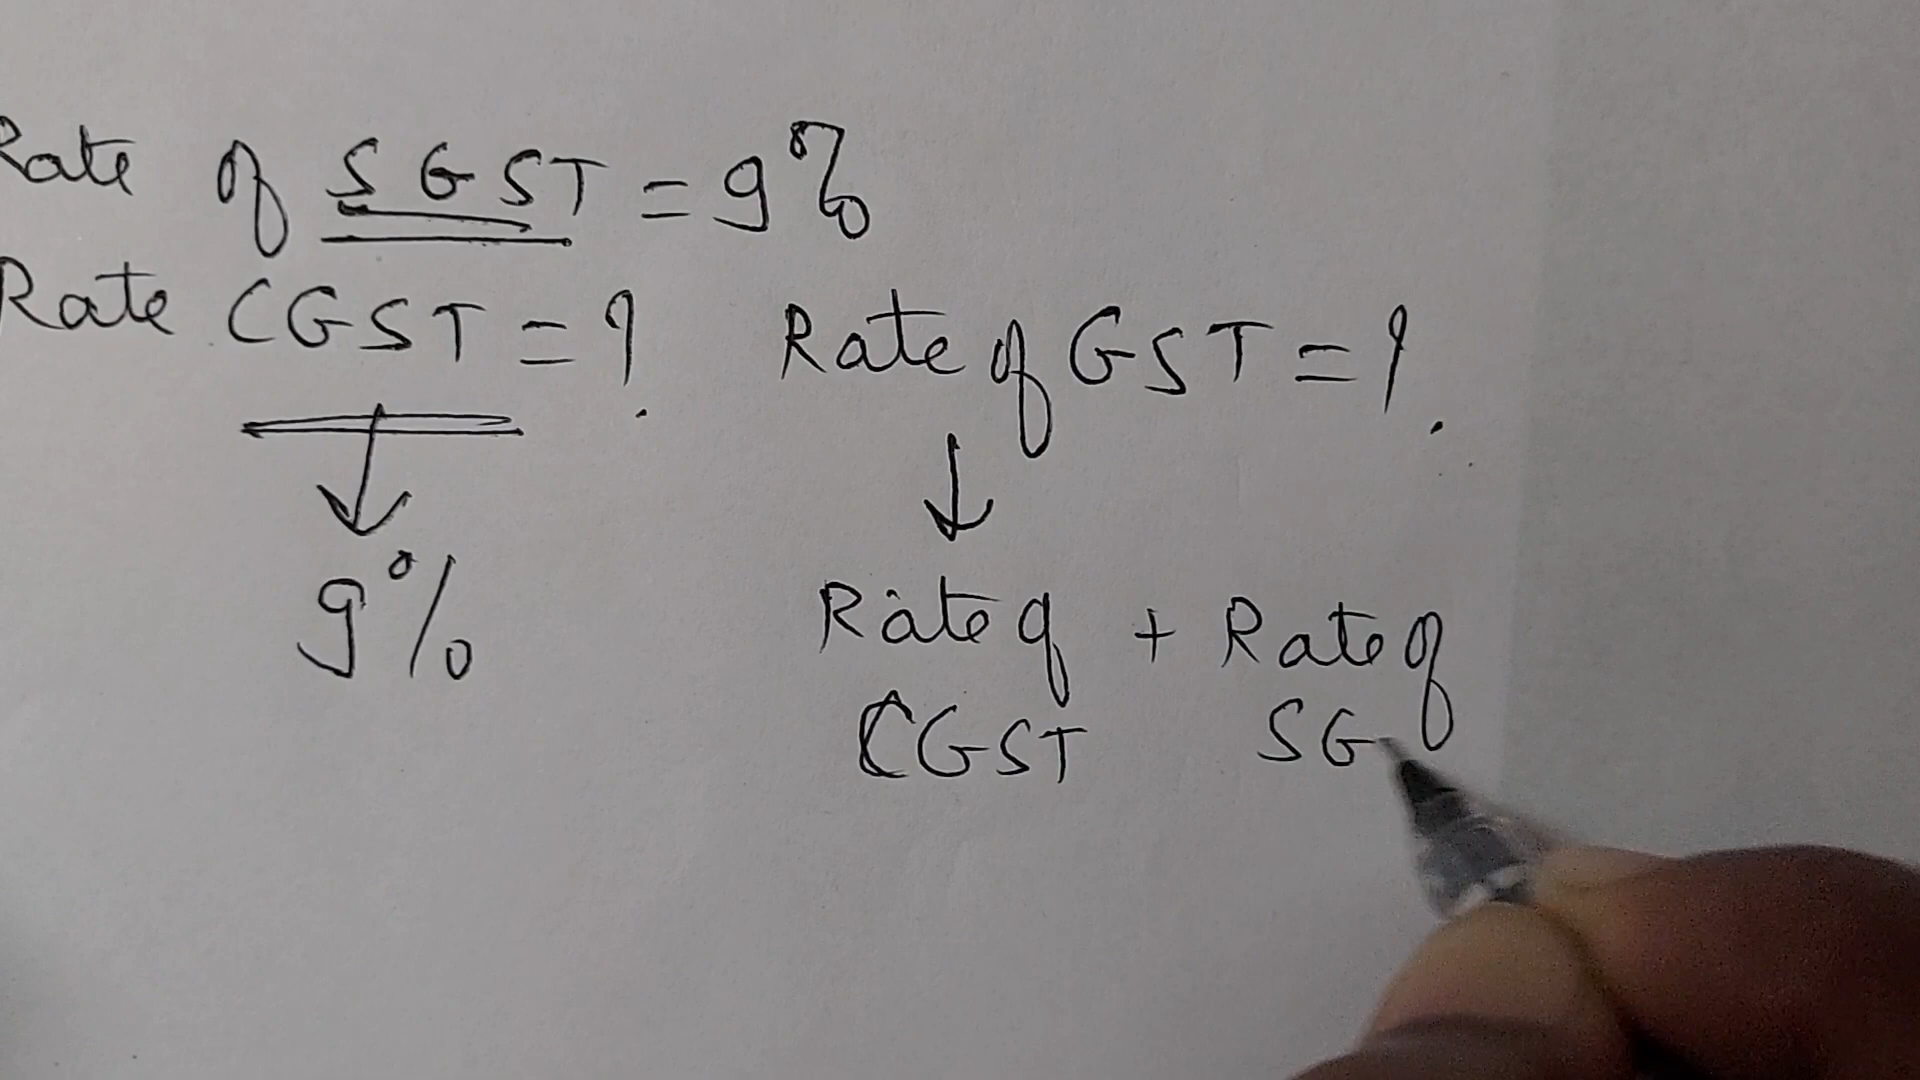 Rate of SGST = 9%
Rate CGST = ? Rate of GST = ?
9%
Rate of + Rate of
CGST SG